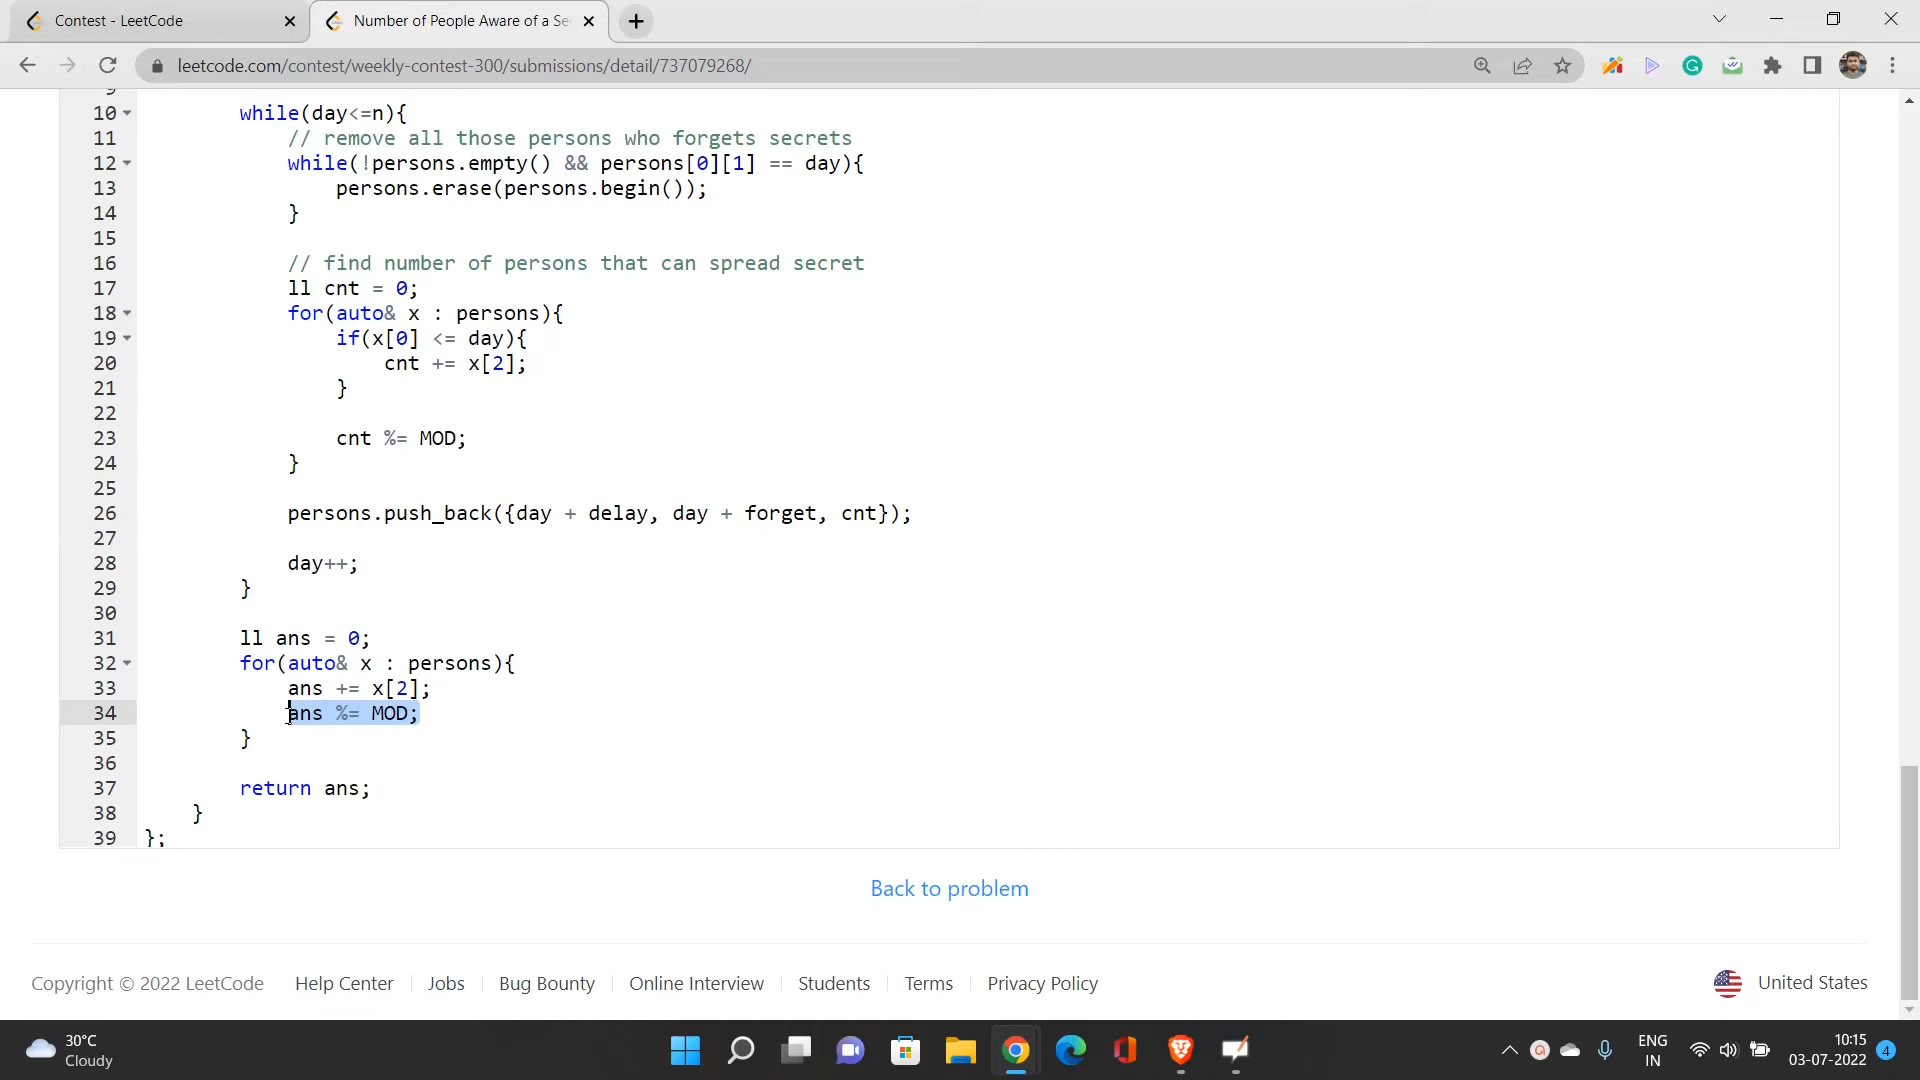 Contest - LeetCode
Number of People Aware of a Se
leetcode.com/contest/weekly-contest-300/submissions/detail/737079268/
9
10 while(day<=n){
11 // remove all those persons who forgets secrets
12 while(!persons.empty() && persons[0][1] == day){
13 persons.erase(persons.begin());
14 }
15
16 // find number of persons that can spread secret
17 ll cnt = 0;
18 for(auto& x : persons){
19 if(x[0] <= day){
20 cnt += x[2];
21 }
22
23 cnt %= MOD;
24 }
25
26 persons.push_back({day + delay, day + forget, cnt});
27
28 day++;
29 }
30
31 ll ans = 0;
32 for(auto& x : persons){
33 ans += x[2];
34 ans %= MOD;
35 }
36
37 return ans;
38 }
39 };
Back to problem
Copyright © 2022 LeetCode Help Center Jobs Bug Bounty Online Interview Students Terms Privacy Policy United States
30°C
Cloudy
ENG
IN
10:15
03-07-2022
4